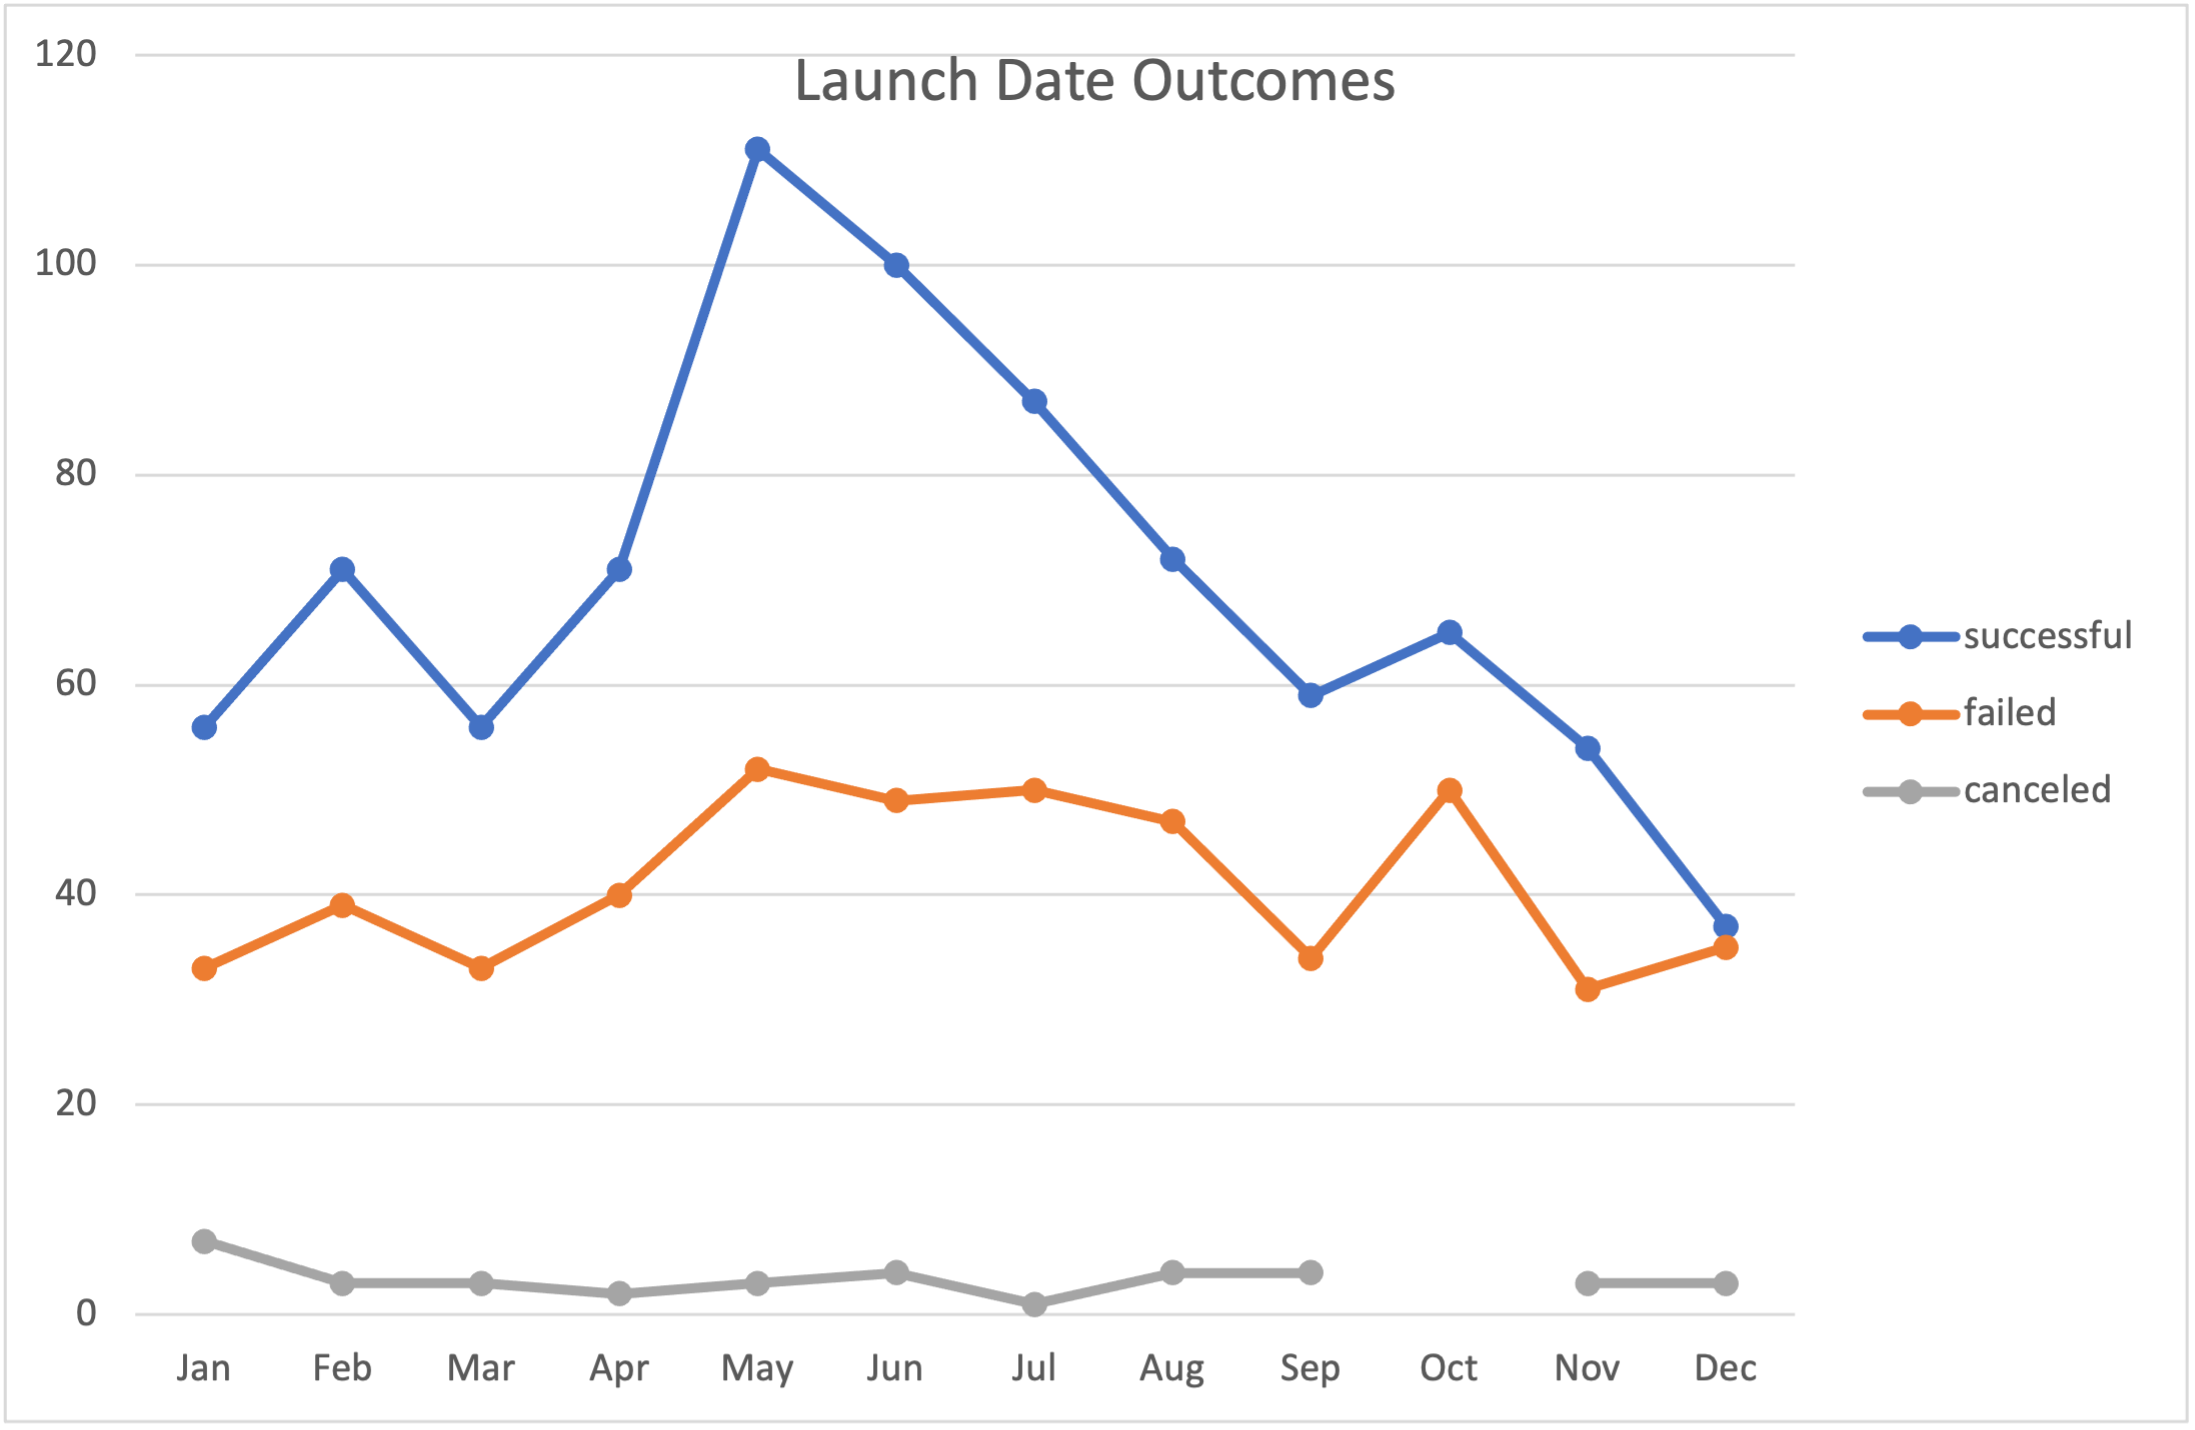 Launch Date Outcomes
120
100
80
60
40
20
0
Jan Feb Mar Apr May Jun Jul Aug Sep Oct Nov Dec
successful
failed
canceled